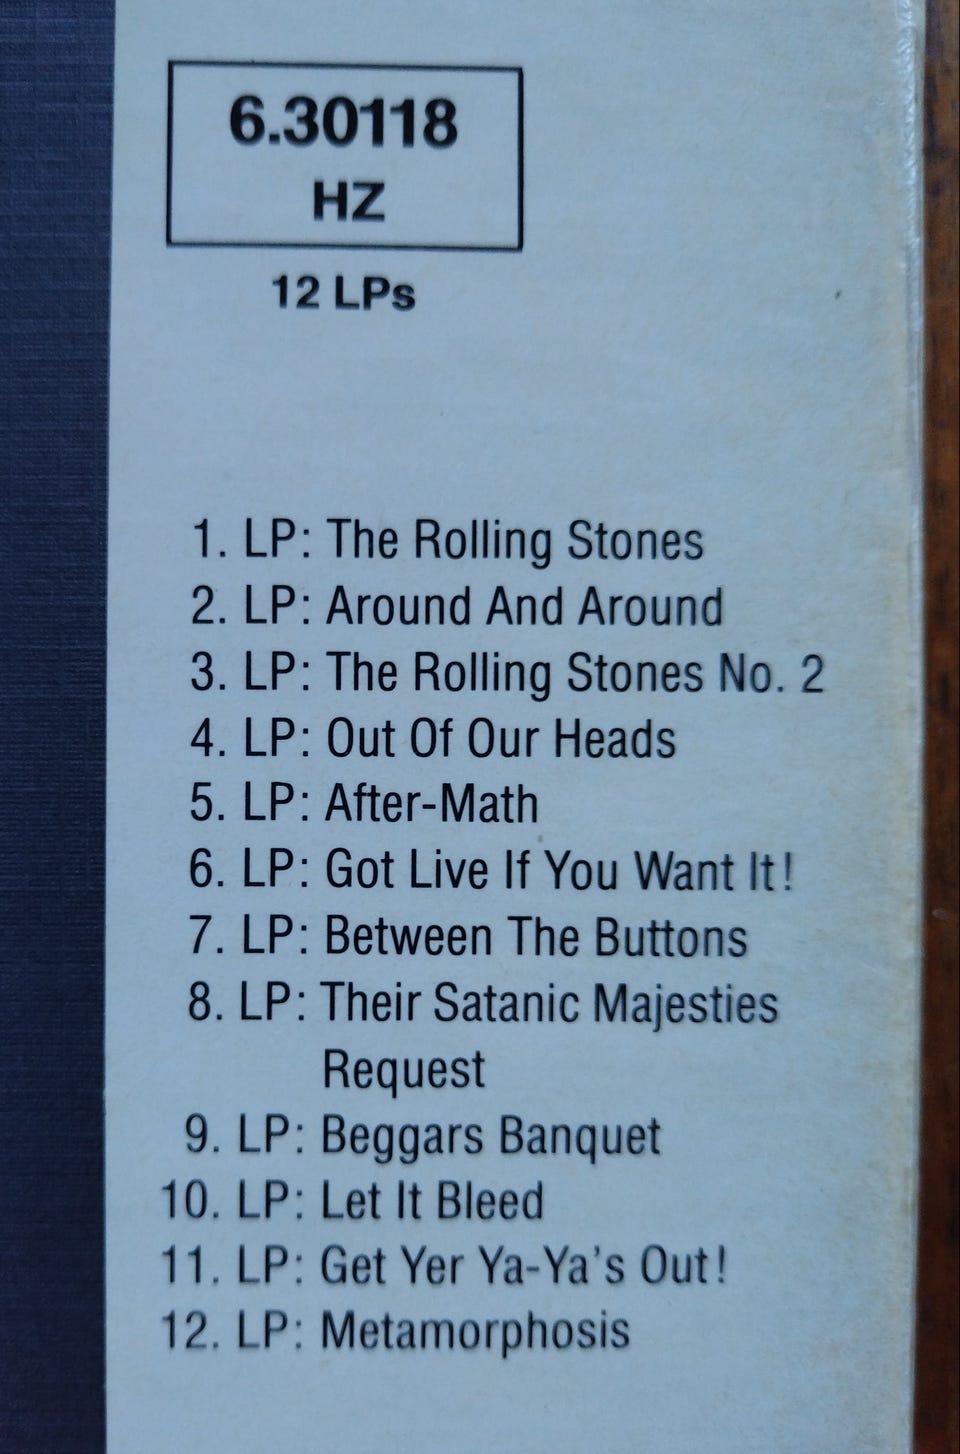 6.30118
HZ
12 LPs
1. LP: The Rolling Stones
2. LP: Around And Around
3. LP: The Rolling Stones No. 2
4. LP: Out Of Our Heads
5. LP: After-Math
6. LP: Got Live If You Want It!
7. LP: Between The Buttons
8. LP: Their Satanic Majesties
Request
9. LP: Beggars Banquet
10. LP: Let It Bleed
11. LP: Get Yer Ya-Ya's Out!
12. LP: Metamorphosis